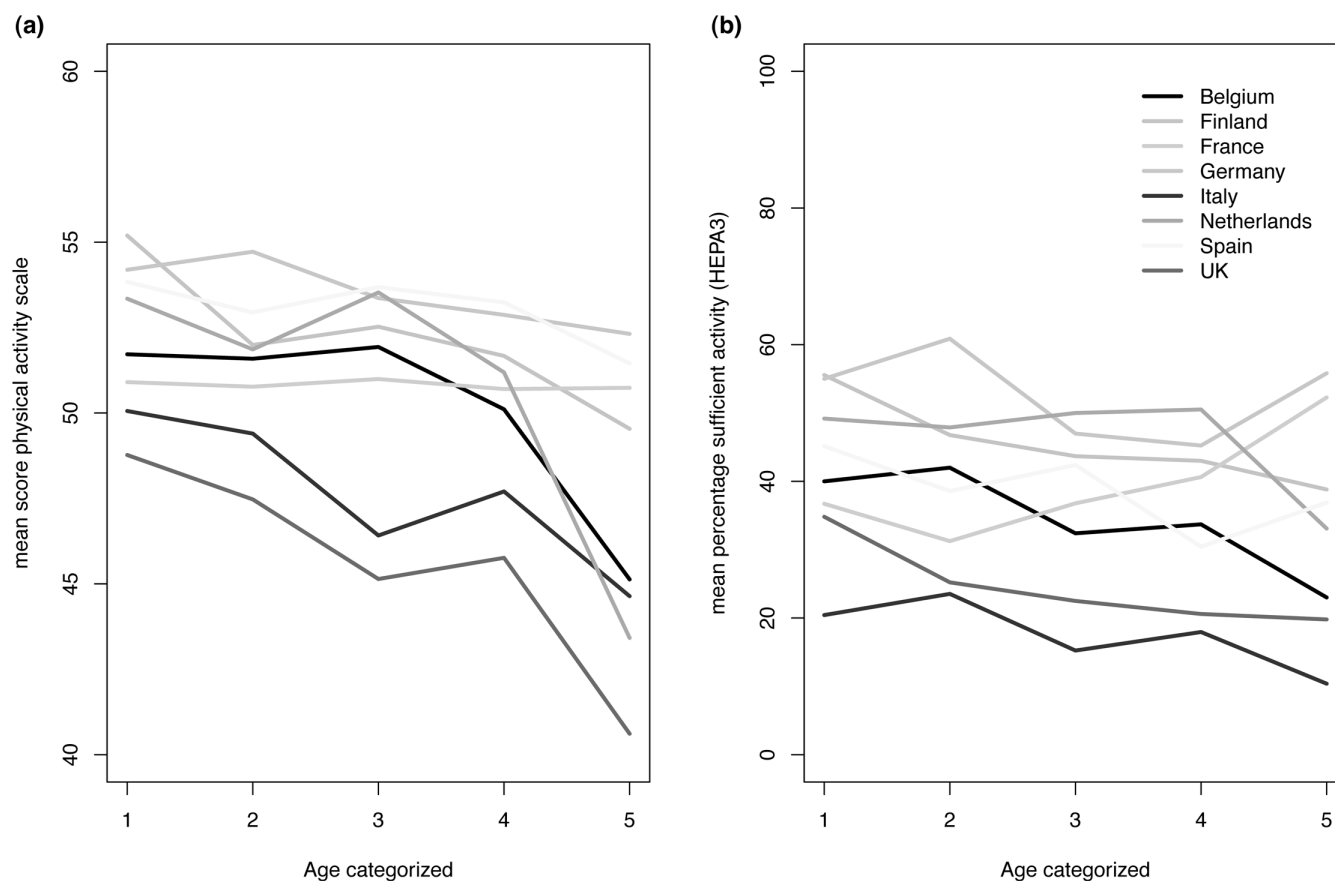 (a)
60
55
50
45
40
mean score physical activity scale
1 2 3 4 5
Age categorized
(b)
100
80
60
40
20
0
mean percentage sufficient activity (HEPA3)
Belgium
Finland
France
Germany
Italy
Netherlands
Spain
UK
1 2 3 4 5
Age categorized